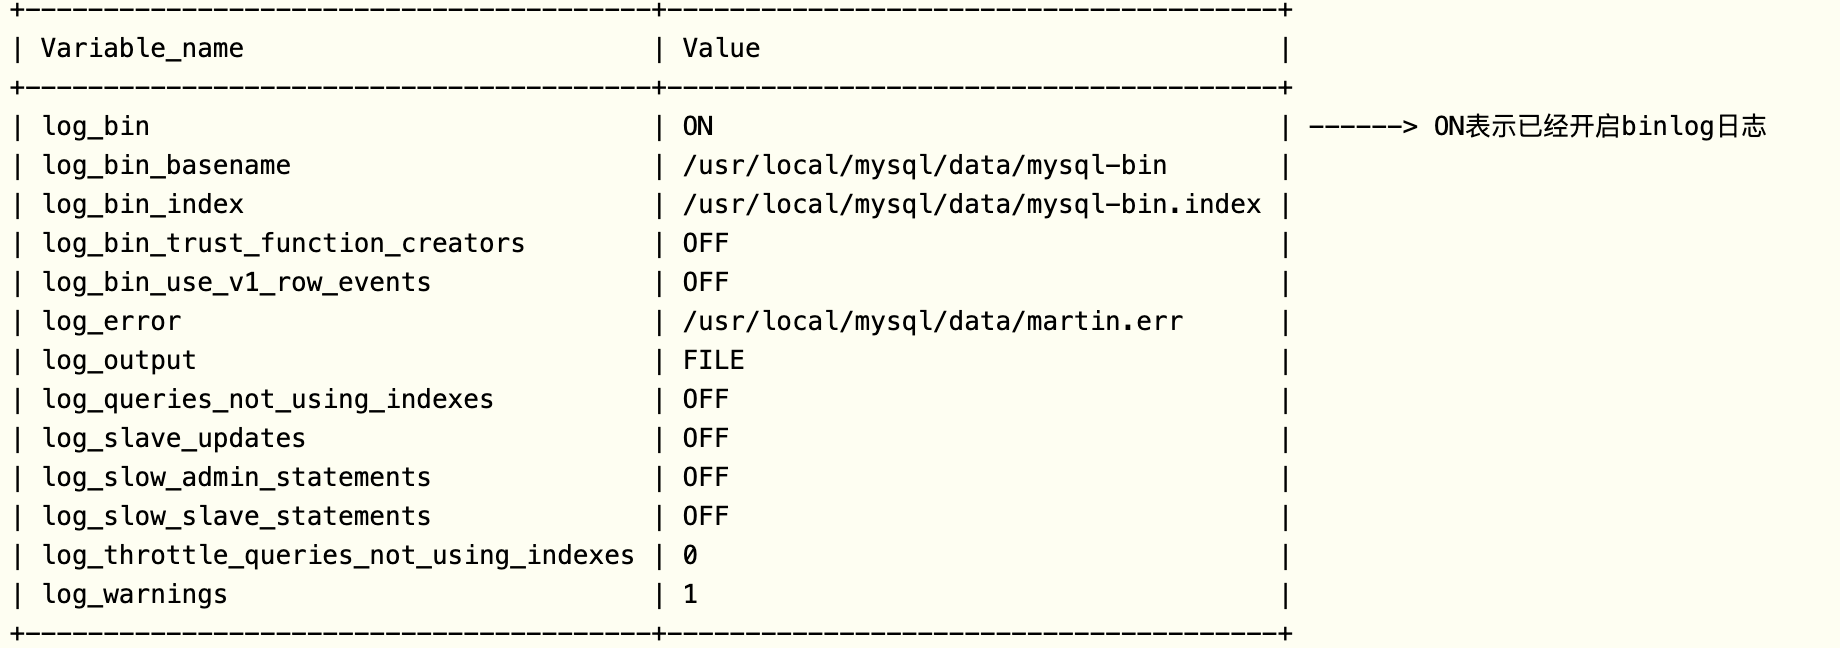 +----------------------------------------+---------------------------------------+
| Variable_name                          | Value                                 |
+----------------------------------------+---------------------------------------+
| log_bin                                | ON                                    | ------> ON表示已经开启binlog日志
| log_bin_basename                       | /usr/local/mysql/data/mysql-bin       |
| log_bin_index                          | /usr/local/mysql/data/mysql-bin.index |
| log_bin_trust_function_creators        | OFF                                   |
| log_bin_use_v1_row_events              | OFF                                   |
| log_error                              | /usr/local/mysql/data/martin.err      |
| log_output                             | FILE                                  |
| log_queries_not_using_indexes          | OFF                                   |
| log_slave_updates                      | OFF                                   |
| log_slow_admin_statements              | OFF                                   |
| log_slow_slave_statements              | OFF                                   |
| log_throttle_queries_not_using_indexes | 0                                     |
| log_warnings                           | 1                                     |
+----------------------------------------+---------------------------------------+